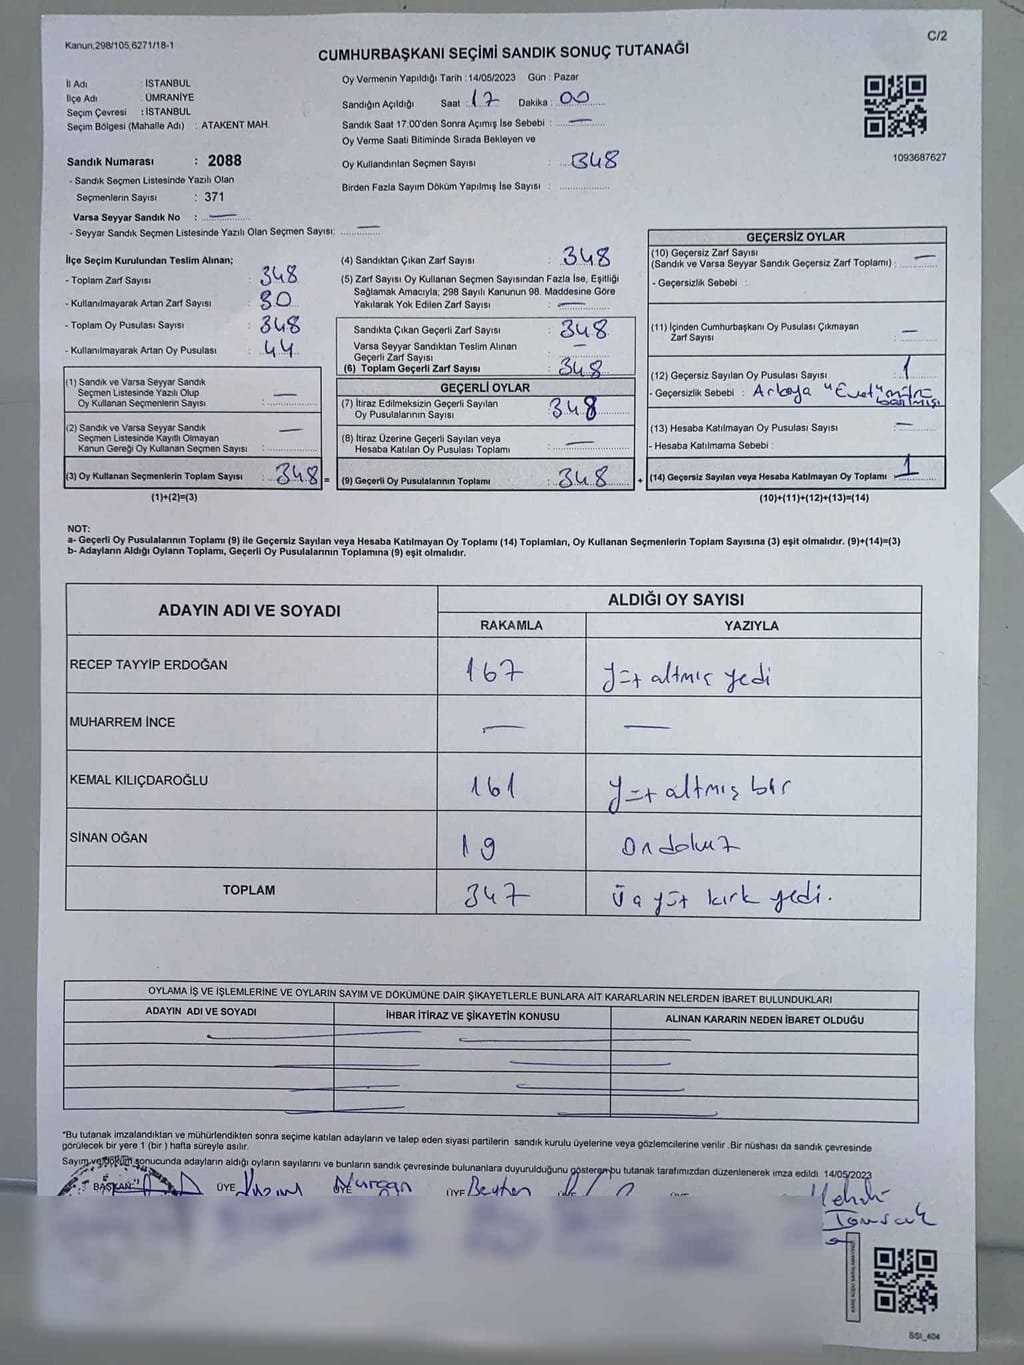 Kanun;298/105,6271/18-1
C/2
CUMHURBAŞKANI SEÇİMİ SANDIK SONUÇ TUTANAĞI
İl Adı : İSTANBUL
İlçe Adı : ÜMRANİYE
Seçim Çevresi : İSTANBUL
Seçim Bölgesi (Mahalle Adı) : ATAKENT MAH.
Sandık Numarası : 2088
- Sandık Seçmen Listesinde Yazılı Olan
Seçmenlerin Sayısı : 371
Varsa Seyyar Sandık No : —
- Seyyar Sandık Seçmen Listesinde Yazılı Olan Seçmen Sayısı: —
Oy Vermenin Yapıldığı Tarih : 14/05/2023 Gün : Pazar
Sandığın Açıldığı Saat : 17 Dakika : 00
Sandık Saat 17:00'den Sonra Açımış İse Sebebi : —
Oy Verme Saati Bitiminde Sırada Bekleyen ve
Oy Kullandırılan Seçmen Sayısı : 348
Birden Fazla Sayım Döküm Yapılmış İse Sayısı :
1093687627
İlçe Seçim Kurulundan Teslim Alınan;
- Toplam Zarf Sayısı : 348
- Kullanılmayarak Artan Zarf Sayısı : 30
- Toplam Oy Pusulası Sayısı : 348
- Kullanılmayarak Artan Oy Pusulası : 44
(1) Sandık ve Varsa Seyyar Sandık
Seçmen Listesinde Yazılı Olup
Oy Kullanan Seçmenlerin Sayısı : —
(2) Sandık ve Varsa Seyyar Sandık
Seçmen Listesinde Kayıtlı Olmayan
Kanun Gereği Oy Kullanan Seçmen Sayısı : —
(3) Oy Kullanan Seçmenlerin Toplam Sayısı : 348 =
(1)+(2)=(3)
(4) Sandıktan Çıkan Zarf Sayısı : 348
(5) Zarf Sayısı Oy Kullanan Seçmen Sayısından Fazla İse, Eşitliği
Sağlamak Amacıyla; 298 Sayılı Kanunun 98. Maddesine Göre
Yakılarak Yok Edilen Zarf Sayısı : —
Sandıkta Çıkan Geçerli Zarf Sayısı : 348
Varsa Seyyar Sandıktan Teslim Alınan
Geçerli Zarf Sayısı : —
(6) Toplam Geçerli Zarf Sayısı : 348
GEÇERLİ OYLAR
(7) İtiraz Edilmeksizin Geçerli Sayılan
Oy Pusulalarının Sayısı : 348
(8) İtiraz Üzerine Geçerli Sayılan veya
Hesaba Katılan Oy Pusulası Toplamı : —
(9) Geçerli Oy Pusulalarının Toplamı : 348 +
GEÇERSİZ OYLAR
(10) Geçersiz Zarf Sayısı
(Sandık ve Varsa Seyyar Sandık Geçersiz Zarf Toplamı) : —
- Geçersizlik Sebebi :
(11) İçinden Cumhurbaşkanı Oy Pusulası Çıkmayan
Zarf Sayısı : —
(12) Geçersiz Sayılan Oy Pusulası Sayısı : 1
- Geçersizlik Sebebi : Arkaya "Evet"
(13) Hesaba Katılmayan Oy Pusulası Sayısı : —
- Hesaba Katılmama Sebebi :
(14) Geçersiz Sayılan veya Hesaba Katılmayan Oy Toplamı 1
(10)+(11)+(12)+(13)=(14)
NOT:
a- Geçerli Oy Pusulalarının Toplamı (9) ile Geçersiz Sayılan veya Hesaba Katılmayan Oy Toplamı (14) Toplamları, Oy Kullanan Seçmenlerin Toplam Sayısına (3) eşit olmalıdır. (9)+(14)=(3)
b- Adayların Aldığı Oyların Toplamı, Geçerli Oy Pusulalarının Toplamına (9) eşit olmalıdır.
ADAYIN ADI VE SOYADI
ALDIĞI OY SAYISI
RAKAMLA YAZIYLA
RECEP TAYYİP ERDOĞAN 167 yüz altmış yedi
MUHARREM İNCE — —
KEMAL KILIÇDAROĞLU 161 yüz altmış bir
SİNAN OĞAN 19 on dokuz
TOPLAM 347 üç yüz kırk yedi.
OYLAMA İŞ VE İŞLEMLERİNE VE OYLARIN SAYIM VE DÖKÜMÜNE DAİR ŞİKAYETLERLE BUNLARA AİT KARARLARIN NELERDEN İBARET BULUNDUKLARI
ADAYIN ADI VE SOYADI İHBAR İTİRAZ VE ŞİKAYETİN KONUSU ALINAN KARARIN NEDEN İBARET OLDUĞU
*Bu tutanak imzalandıktan ve mühürlendikten sonra seçime katılan adayların ve talep eden siyasi partilerin sandık kurulu üyelerine veya gözlemcilerine verilir .Bir nüshası da sandık çevresinde
görülecek bir yere 1 (bir ) hafta süreyle asılır.
Sayım ve döküm sonucunda adayların aldığı oyların sayılarını ve bunların sandık çevresinde bulunanlara duyurulduğunu gösteren bu tutanak tarafımızdan düzenlenerek imza edildi. 14/05/2023
BAŞKAN ÜYE ÜYE Nurcan ÜYE Beyhan
SSI_404